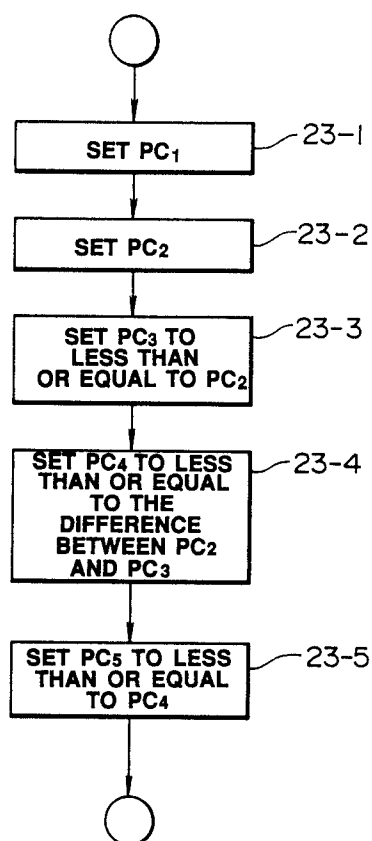 SET PC1
23-1
SET PC2
23-2
SET PC3 TO
LESS THAN
OR EQUAL TO PC2
23-3
SET PC4 TO LESS
THAN OR EQUAL
TO THE
DIFFERENCE
BETWEEN PC2
AND PC3
23-4
SET PC5 TO LESS
THAN OR EQUAL
TO PC4
23-5